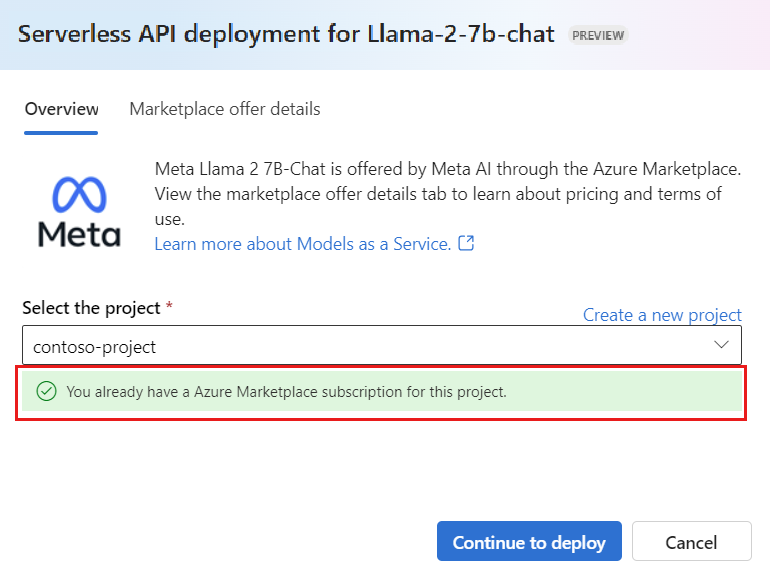 Serverless API deployment for Llama-2-7b-chat PREVIEW
Overview Marketplace offer details
Meta
Meta Llama 2 7B-Chat is offered by Meta AI through the Azure Marketplace.
View the marketplace offer details tab to learn about pricing and terms of
use.
Learn more about Models as a Service.
Select the project *
Create a new project
contoso-project
You already have a Azure Marketplace subscription for this project.
Continue to deploy Cancel